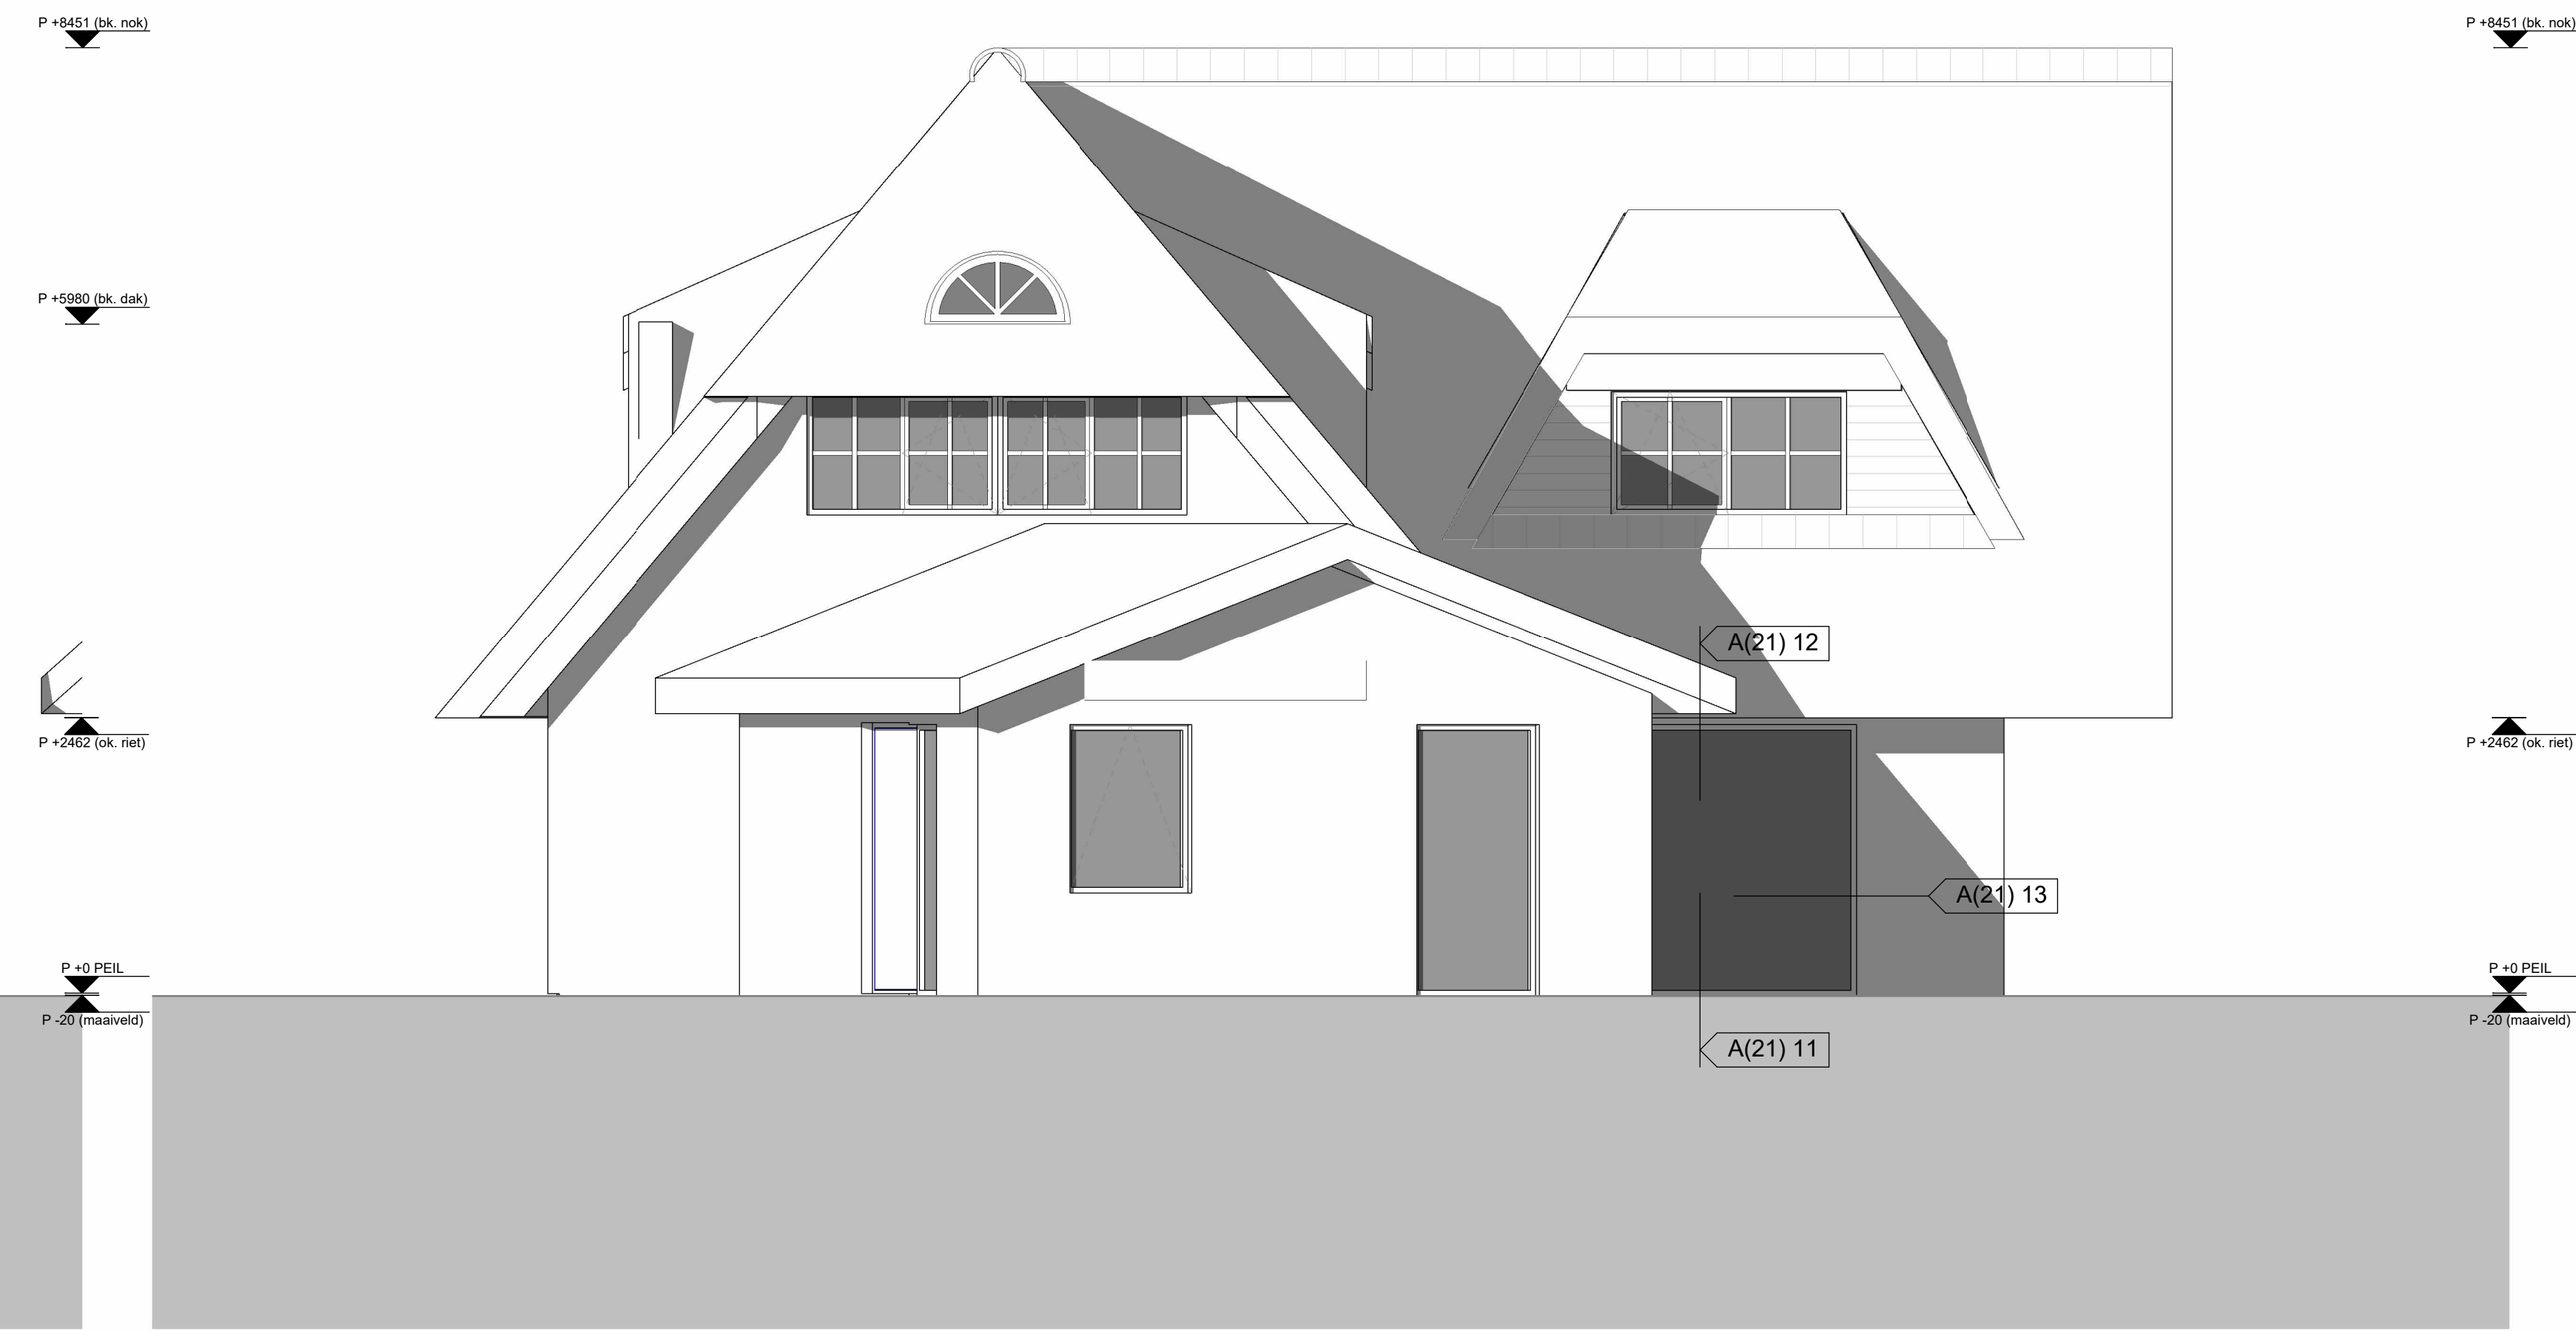 P +8451 (bk. nok)
P +8451 (bk. nok)
P +5980 (bk. dak)
A(21) 12
P +2462 (ok. riet)
P +2462 (ok. riet)
A(21) 13
P +0 PEIL
P +0 PEIL
P -20 (maaiveld)
P -20 (maaiveld)
A(21) 11